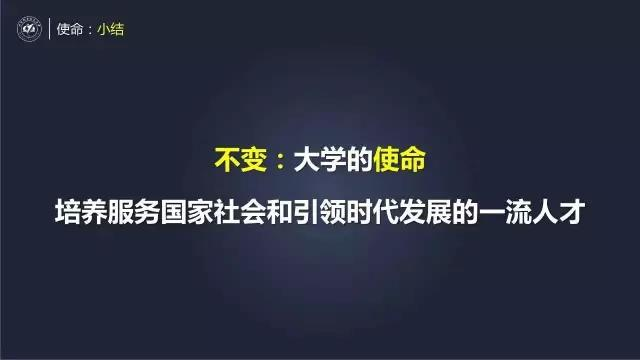 使命：小结
不变：大学的使命
培养服务国家社会和引领时代发展的一流人才